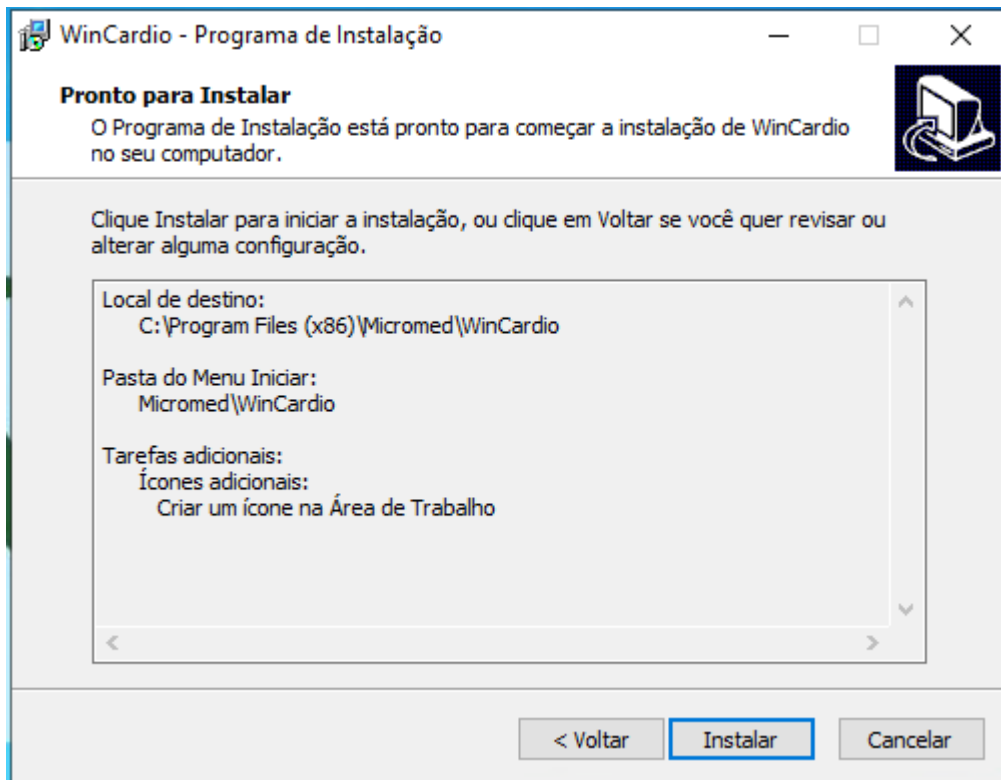 WinCardio - Programa de Instalação
Pronto para Instalar
O Programa de Instalação está pronto para começar a instalação de WinCardio
no seu computador.
Clique Instalar para iniciar a instalação, ou clique em Voltar se você quer revisar ou
alterar alguma configuração.
Local de destino:
C:\Program Files (x86)\Micromed\WinCardio
Pasta do Menu Iniciar:
Micromed\WinCardio
Tarefas adicionais:
Ícones adicionais:
Criar um ícone na Área de Trabalho
< Voltar
Instalar
Cancelar